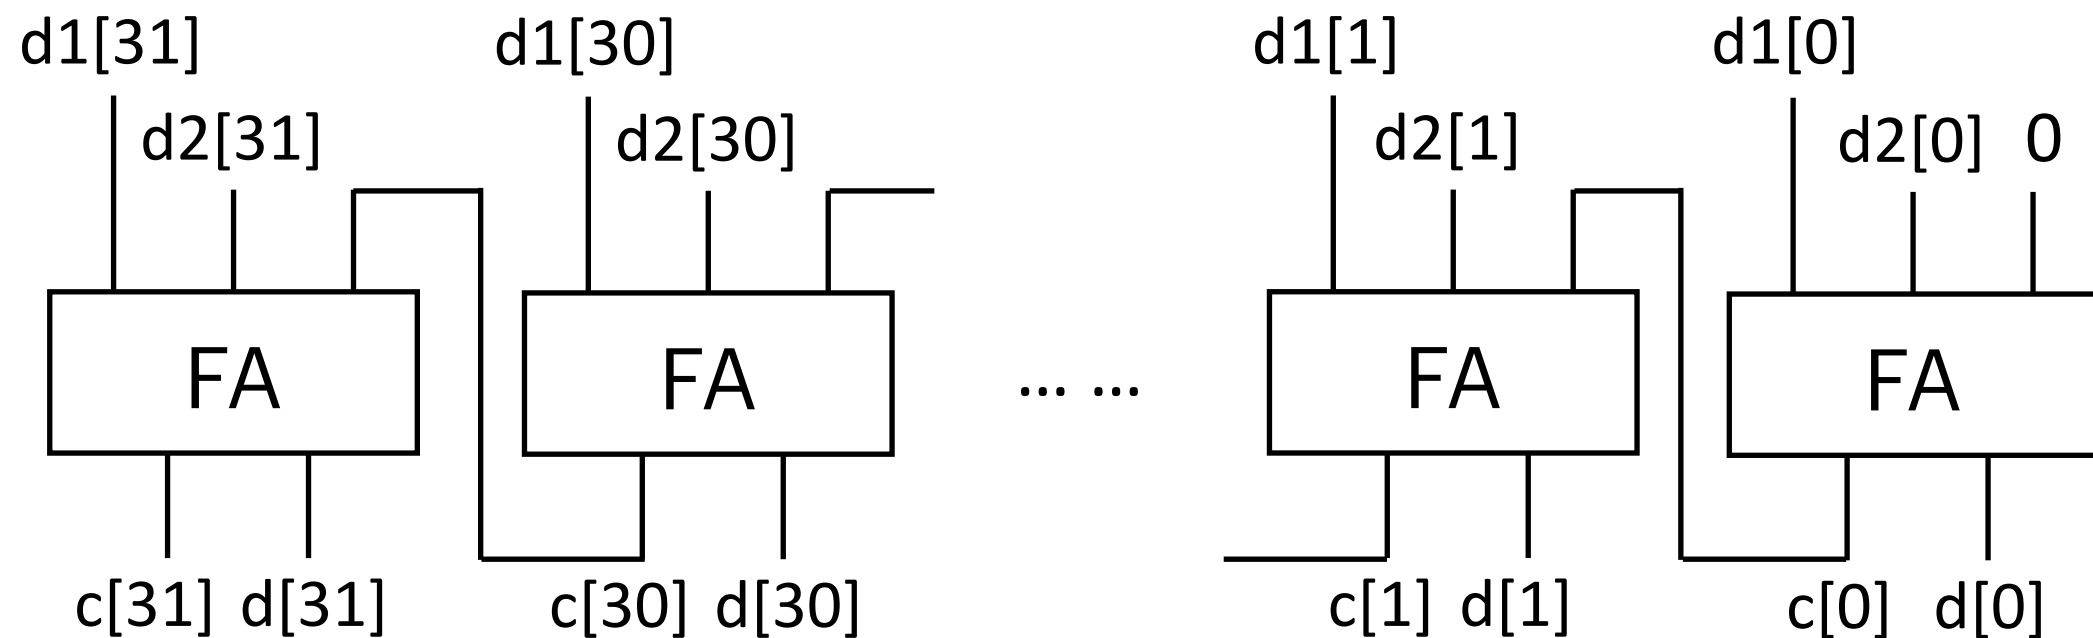 d1[31] d1[30] d1[1] d1[0]
d2[31] d2[30] d2[1] d2[0] 0
FA FA ... ... FA FA
c[31] d[31] c[30] d[30] c[1] d[1] c[0] d[0]